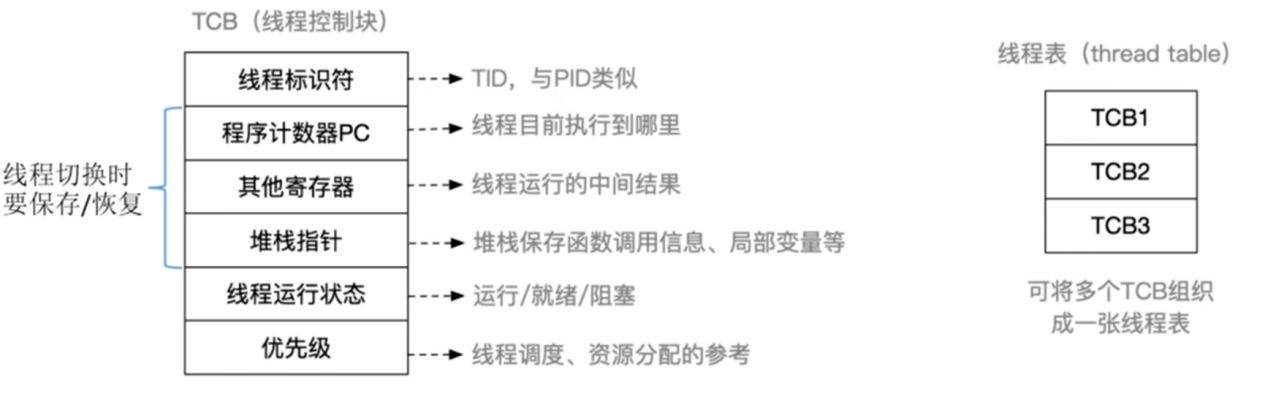 TCB（线程控制块）
线程标识符
TID，与PID类似
程序计数器PC
线程目前执行到哪里
其他寄存器
线程运行的中间结果
堆栈指针
堆栈保存函数调用信息、局部变量等
线程运行状态
运行/就绪/阻塞
优先级
线程调度、资源分配的参考
线程切换时
要保存/恢复
线程表（thread table）
TCB1
TCB2
TCB3
可将多个TCB组织
成一张线程表